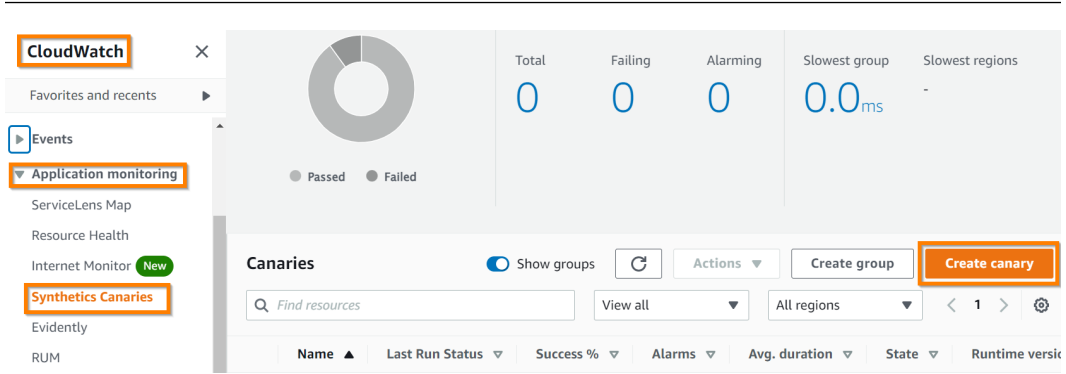 CloudWatch
Favorites and recents
Events
Application monitoring
ServiceLens Map
Resource Health
Internet Monitor New
Synthetics Canaries
Evidently
RUM
Passed Failed
Total Failing Alarming Slowest group Slowest regions
0 0 0 0.0ms -
Canaries Show groups Actions Create group Create canary
Find resources View all All regions 1
Name Last Run Status Success % Alarms Avg. duration State Runtime versio